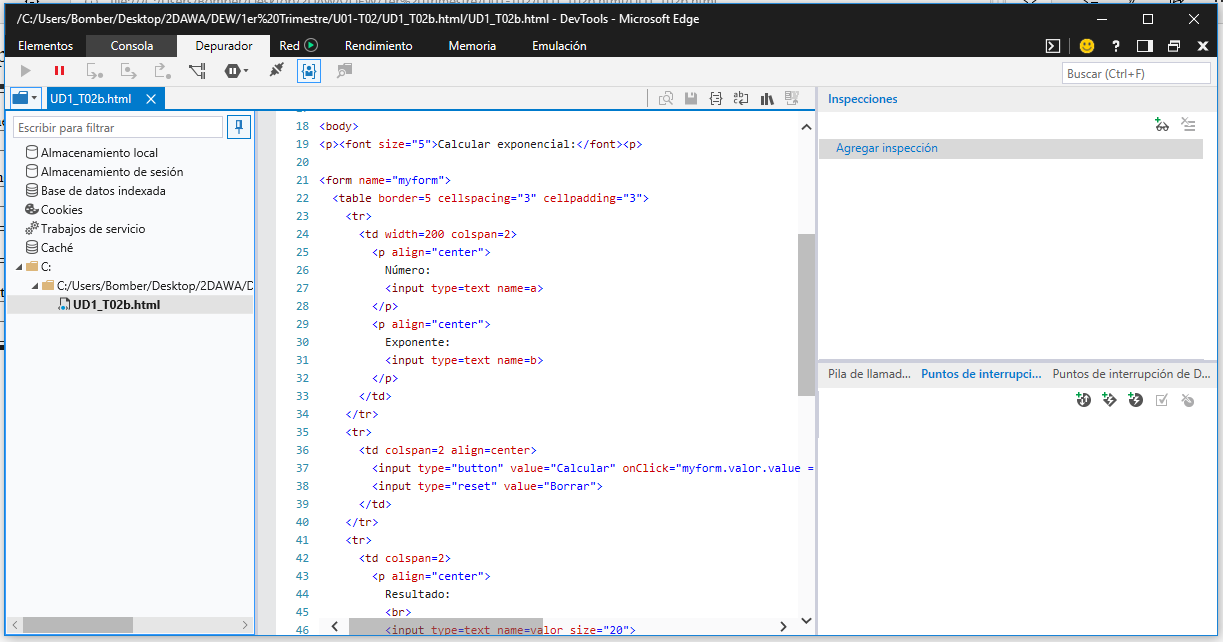 /C:/Users/Bomber/Desktop/2DAWA/DEW/1er%20Trimestre/U01-T02/UD1_T02b.html/UD1_T02b.html - DevTools - Microsoft Edge
Elementos Consola Depurador Red Rendimiento Memoria Emulación
Buscar (Ctrl+F)
UD1_T02b.html
Inspecciones
Escribir para filtrar
Agregar inspección
Almacenamiento local
Almacenamiento de sesión
Base de datos indexada
Cookies
Trabajos de servicio
Caché
C:
C:/Users/Bomber/Desktop/2DAWA/D
UD1_T02b.html
18 <body>
19 <p><font size="5">Calcular exponencial:</font><p>
20
21 <form name="myform">
22 <table border=5 cellspacing="3" cellpadding="3">
23 <tr>
24 <td width=200 colspan=2>
25 <p align="center">
26 Número:
27 <input type=text name=a>
28 </p>
29 <p align="center">
30 Exponente:
31 <input type=text name=b>
32 </p>
33 </td>
34 </tr>
35 <tr>
36 <td colspan=2 align=center>
37 <input type="button" value="Calcular" onClick="myform.valor.value =
38 <input type="reset" value="Borrar">
39 </td>
40 </tr>
41 <tr>
42 <td colspan=2>
43 <p align="center">
44 Resultado:
45 <br>
46 <input type=text name=valor size="20">
Pila de llamad... Puntos de interrupci... Puntos de interrupción de D...